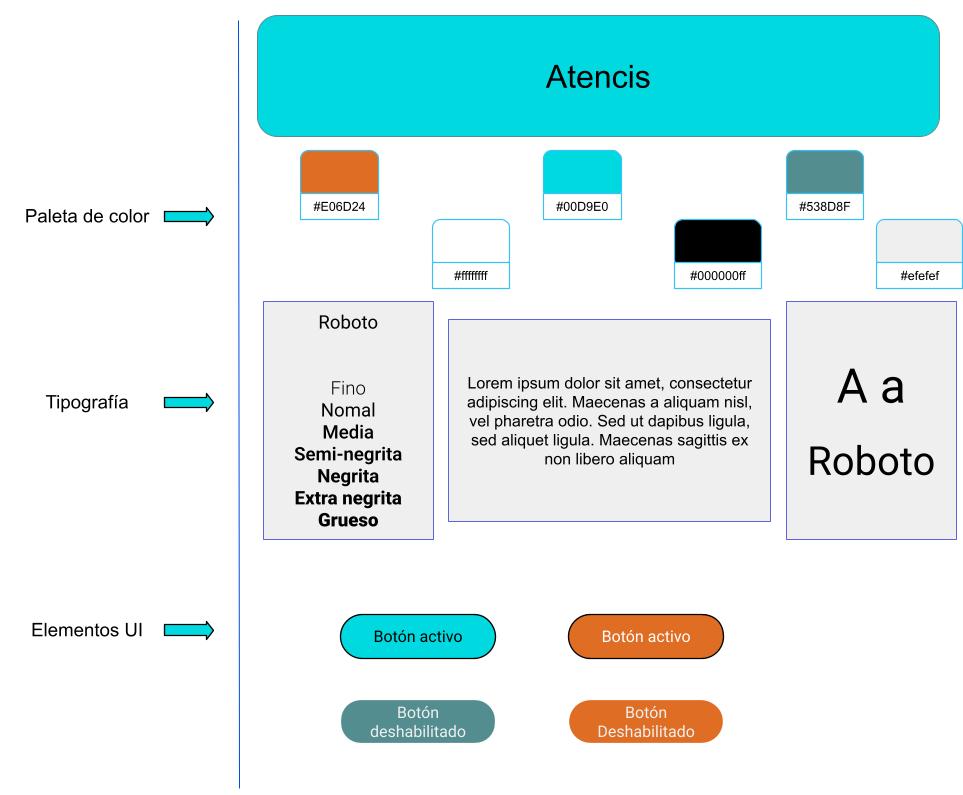 Atencis
Paleta de color
#E06D24
#00D9E0
#538D8F
#ffffffff
#000000ff
#efefef
Tipografía
Roboto
Fino
Nomal
Media
Semi-negrita
Negrita
Extra negrita
Grueso
Lorem ipsum dolor sit amet, consectetur
adipiscing elit. Maecenas a aliquam nisl,
vel pharetra odio. Sed ut dapibus ligula,
sed aliquet ligula. Maecenas sagittis ex
non libero aliquam
A a
Roboto
Elementos UI
Botón activo
Botón activo
Botón
deshabilitado
Botón
Deshabilitado